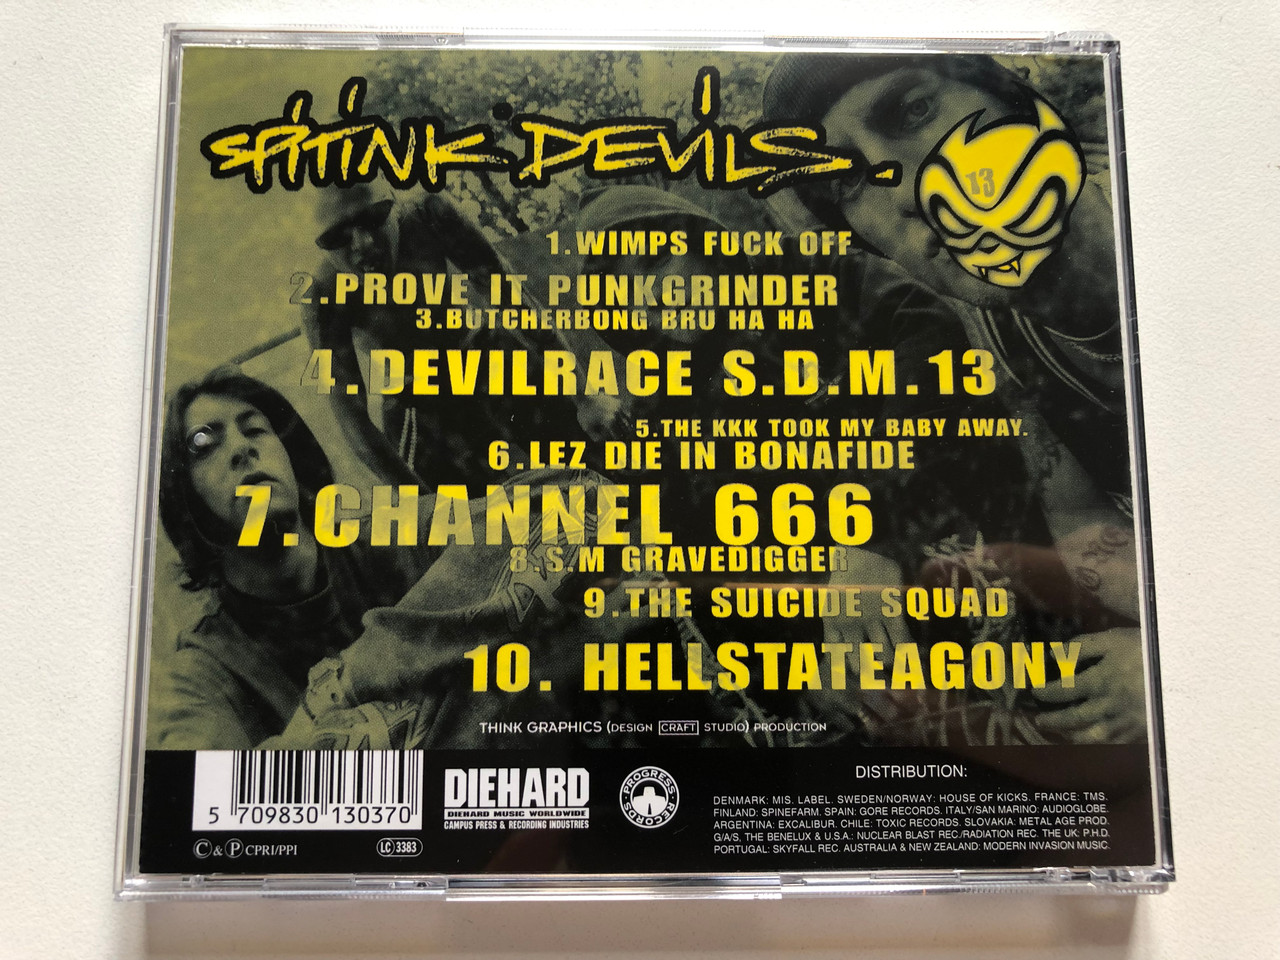 SPITINK DEVILS.
13
1.WIMPS FUCK OFF
2.PROVE IT PUNKGRINDER
3.BUTCHERBONG BRU HA HA
4.DEVILRACE S.D.M.13
5.THE KKK TOOK MY BABY AWAY.
6.LEZ DIE IN BONAFIDE
7.CHANNEL 666
8.S.M GRAVEDIGGER
9.THE SUICIDE SQUAD
10. HELLSTATEAGONY
THINK GRAPHICS (DESIGN CRAFT STUDIO) PRODUCTION
5 709830 130370
© & ℗ CPRI/PPI
LC 3383
DIEHARD
DIEHARD MUSIC WORLDWIDE
CAMPUS PRESS & RECORDING INDUSTRIES
·PROGRESS·RECORDS
DISTRIBUTION:
DENMARK: MIS. LABEL. SWEDEN/NORWAY: HOUSE OF KICKS. FRANCE: TMS.
FINLAND: SPINEFARM. SPAIN: GORE RECORDS. ITALY/SAN MARINO: AUDIOGLOBE.
ARGENTINA: EXCALIBUR. CHILE: TOXIC RECORDS. SLOVAKIA: METAL AGE PROD.
G/A/S, THE BENELUX & U.S.A.: NUCLEAR BLAST REC./RADIATION REC. THE UK: P.H.D.
PORTUGAL: SKYFALL REC. AUSTRALIA & NEW ZEALAND: MODERN INVASION MUSIC.